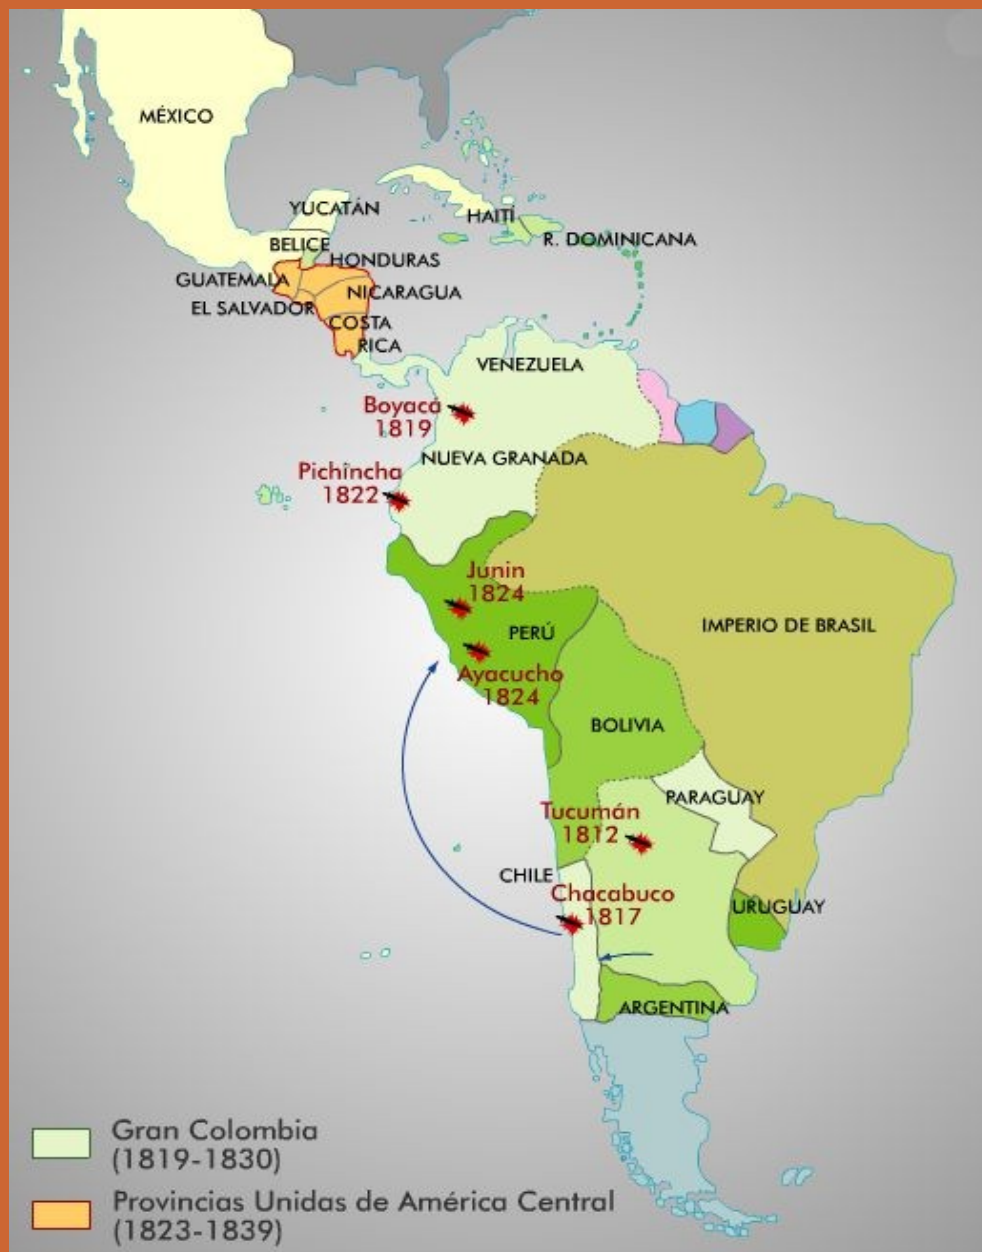 MÉXICO
YUCATÁN
HAITÍ
R. DOMINICANA
BELICE
HONDURAS
GUATEMALA
NICARAGUA
EL SALVADOR
COSTA
RICA
VENEZUELA
Boyacá
1819
NUEVA GRANADA
Pichincha
1822
Junin
1824
PERÚ
IMPERIO DE BRASIL
Ayacucho
1824
BOLIVIA
PARAGUAY
Tucumán
1812
CHILE
Chacabuco
1817
URUGUAY
ARGENTINA
Gran Colombia
(1819-1830)
Provincias Unidas de América Central
(1823-1839)